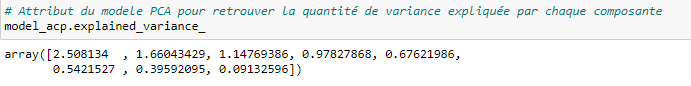 # Attribut du modele PCA pour retrouver la quantité de variance expliquée par chaque composante
model_acp.explained_variance_
array([2.508134  , 1.66043429, 1.14769386, 0.97827868, 0.67621986,
       0.5421527 , 0.39592095, 0.09132596])